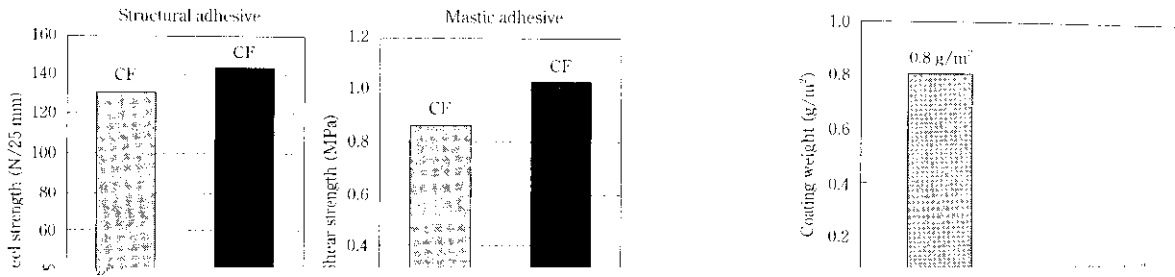 Structural adhesive
160
140
120
100
80
60
CF
CF
strength (N/25 mm)
Mastic adhesive
1.2
1.0
0.8
0.6
0.4
CF
CF
strength (MPa)
1.0
0.8
0.6
0.4
0.2
0.8 g/m²
Coating weight (g/m²)